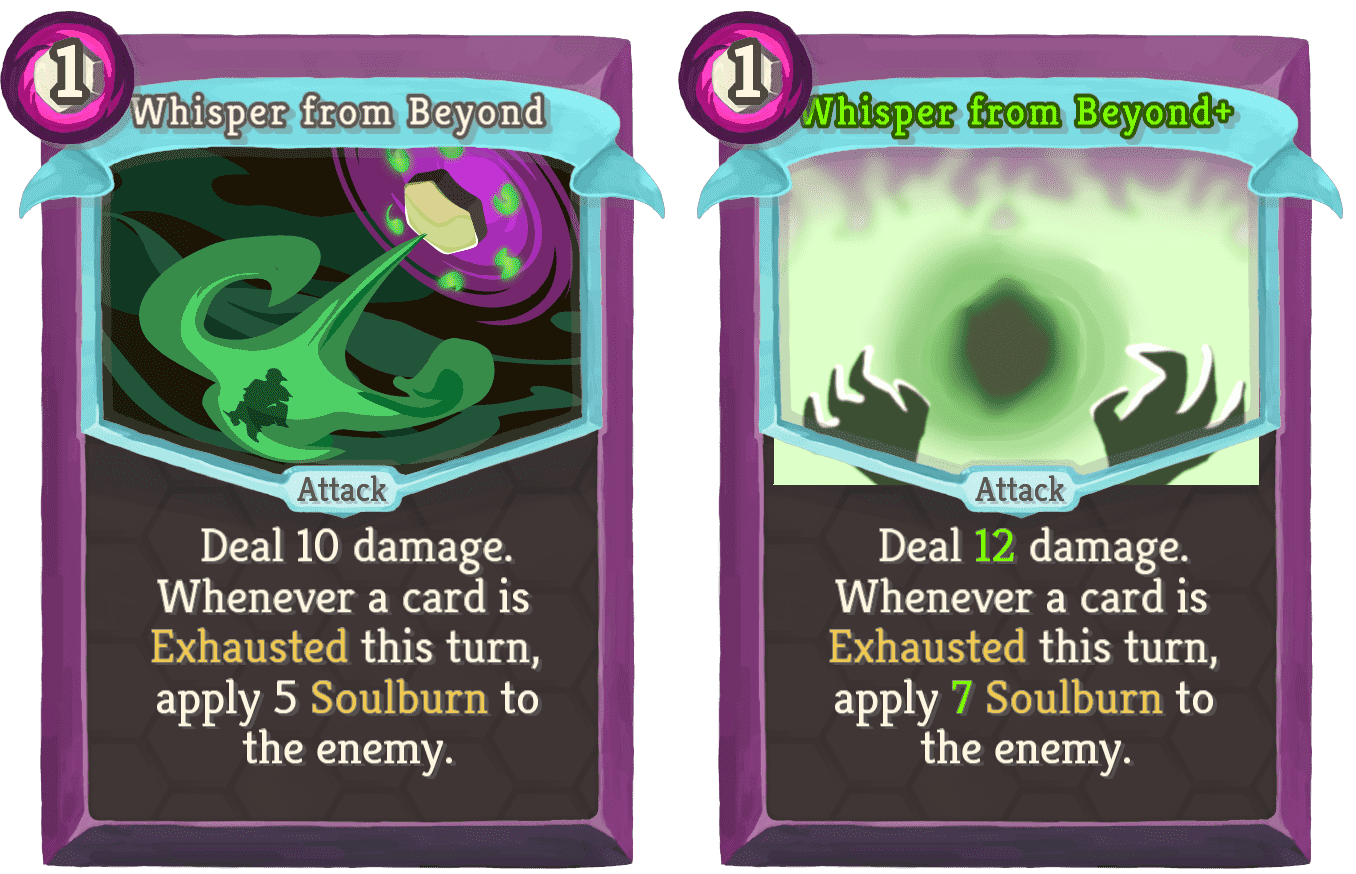 1
Whisper from Beyond
Attack
Deal 10 damage.
Whenever a card is
Exhausted this turn,
apply 5 Soulburn to
the enemy.
1
Whisper from Beyond+
Attack
Deal 12 damage.
Whenever a card is
Exhausted this turn,
apply 7 Soulburn to
the enemy.